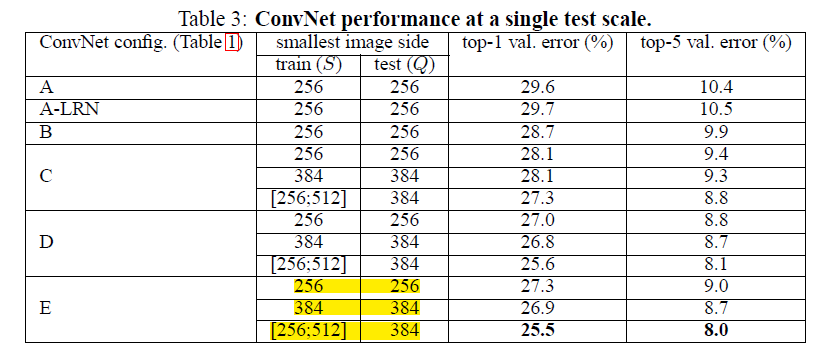 Table 3: ConvNet performance at a single test scale.
ConvNet config. (Table 1) smallest image side top-1 val. error (%) top-5 val. error (%)
train (S) test (Q)
A 256 256 29.6 10.4
A-LRN 256 256 29.7 10.5
B 256 256 28.7 9.9
256 256 28.1 9.4
C 384 384 28.1 9.3
[256;512] 384 27.3 8.8
256 256 27.0 8.8
D 384 384 26.8 8.7
[256;512] 384 25.6 8.1
256 256 27.3 9.0
E 384 384 26.9 8.7
[256;512] 384 25.5 8.0